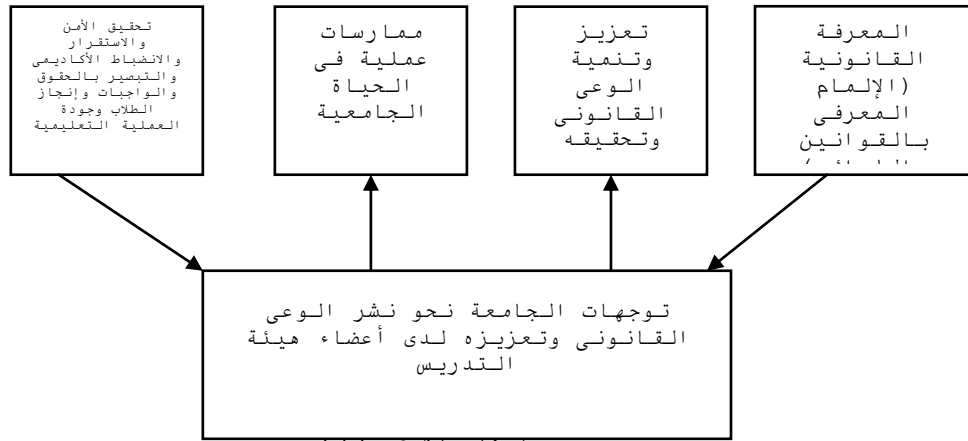 المعرفة
القانونية
(الإلمام
المعرفى
بالقوانين
تعزيز
وتنمية
الوعى
القانونى
وتحقيقه
ممارسات
عملية فى
الحياة
الجامعية
تحقيق الأمن
والاستقرار
والانضباط الأكاديمى
والتبصير بالحقوق
والواجبات وإنجاز
الطلاب وجودة
العملية التعليمية
توجهات الجامعة نحو نشر الوعى
القانونى وتعزيزه لدى أعضاء هيئة
التدريس